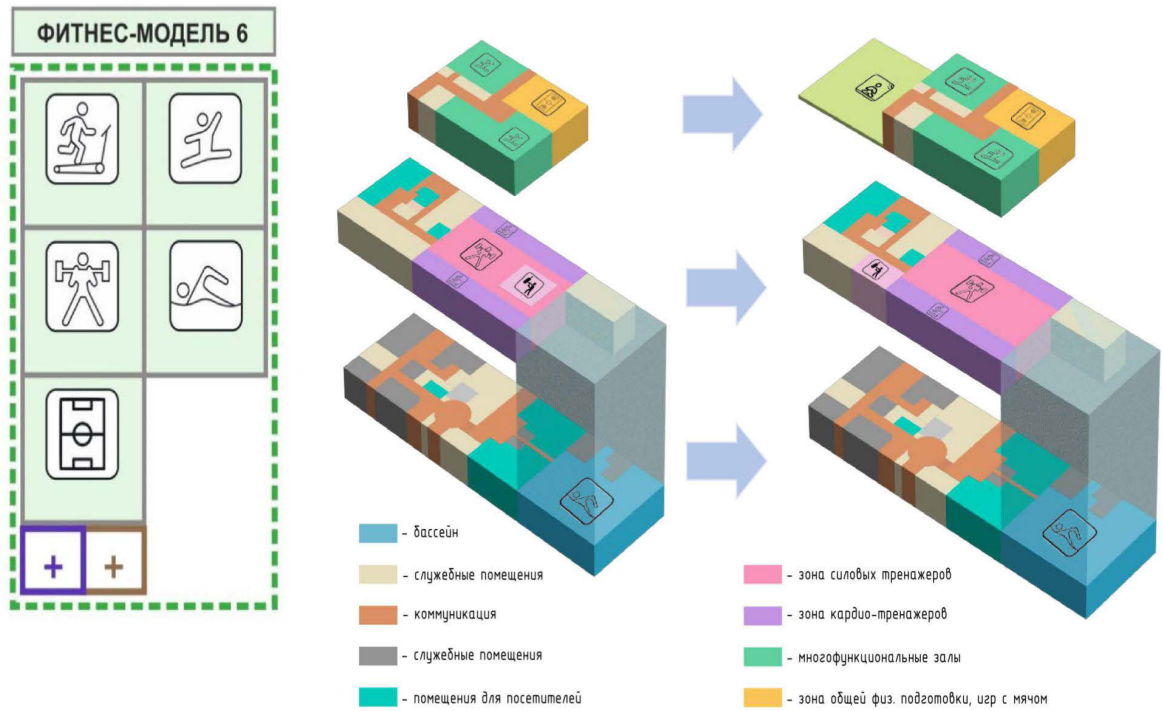 ФИТНЕС-МОДЕЛЬ 6
+ +
- бассейн
- служебные помещения
- коммуникация
- служебные помещения
- помещения для посетителей
- зона силовых тренажеров
- зона кардио-тренажеров
- многофункциональные залы
- зона общей физ. подготовки, игр с мячом